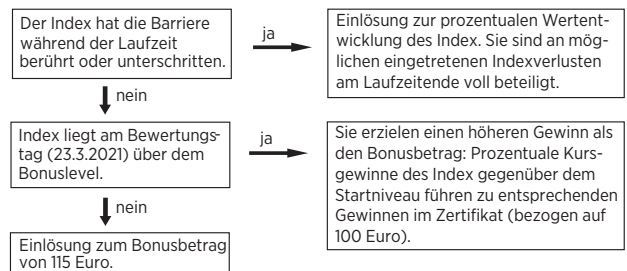 Der Index hat die Barriere
während der Laufzeit
berührt oder unterschritten.
ja
Einlösung zur prozentualen Wertent-
wicklung des Index. Sie sind an mög-
lichen eingetretenen Indexverlusten
am Laufzeitende voll beteiligt.
nein
Index liegt am Bewertungs-
tag (23.3.2021) über dem
Bonuslevel.
ja
Sie erzielen einen höheren Gewinn als
den Bonusbetrag: Prozentuale Kurs-
gewinne des Index gegenüber dem
Startniveau führen zu entsprechenden
Gewinnen im Zertifikat (bezogen auf
100 Euro).
nein
Einlösung zum Bonusbetrag
von 115 Euro.